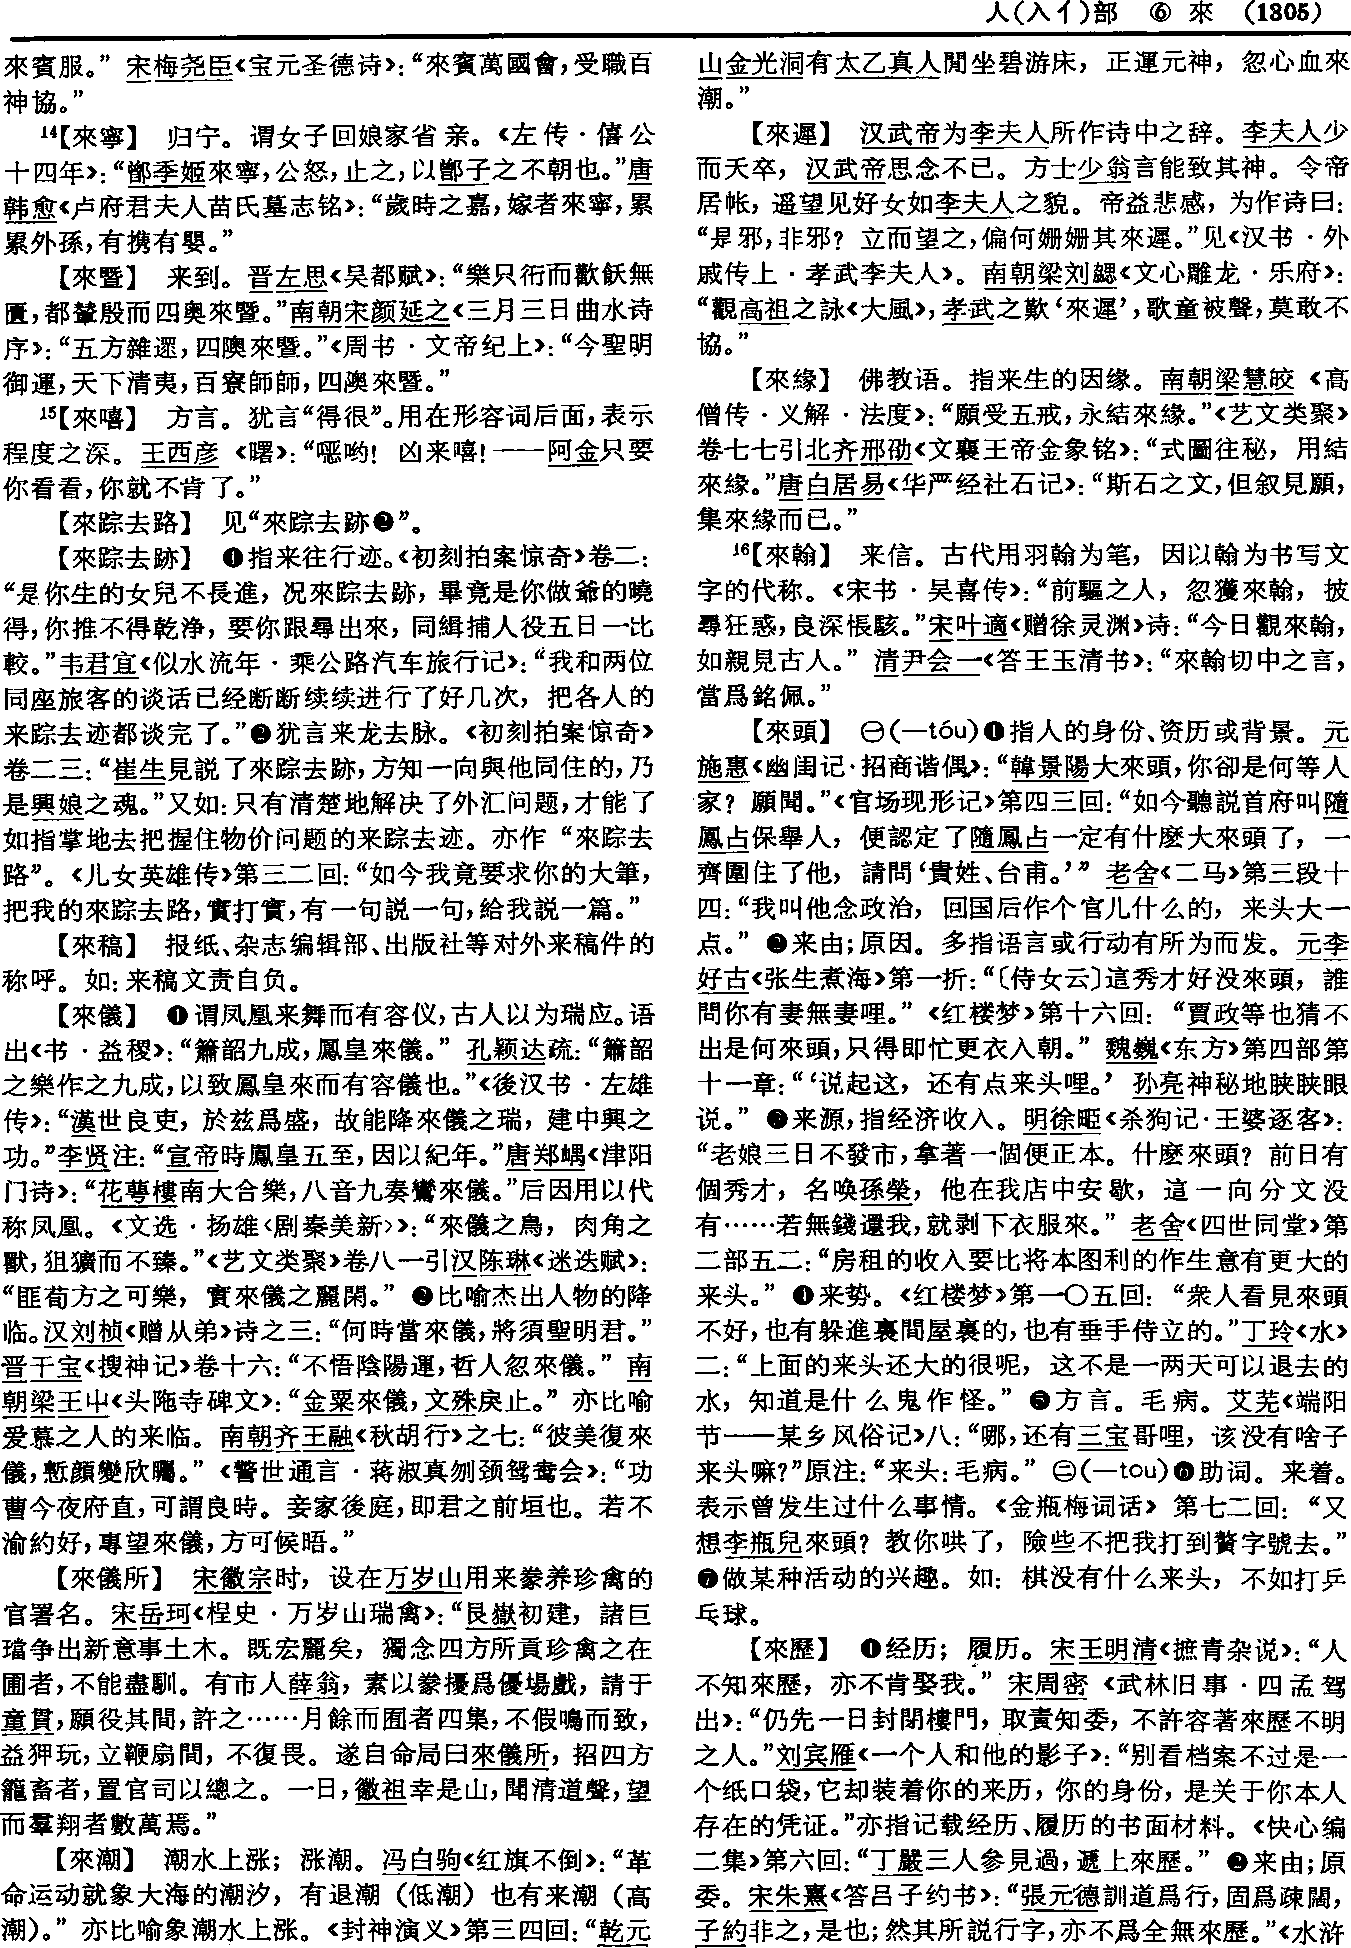 人(入亻)部 ⑥ 來 (1305)
來賓服。” 宋梅尧臣《宝元圣德诗》：“來賓萬國會，受職百
神協。”
¹⁴【來寧】 归宁。谓女子回娘家省亲。《左传·僖公
十四年》：“鄫季姬來寧，公怒，止之，以鄫子之不朝也。”唐
韩愈《卢府君夫人苗氏墓志铭》：“歲時之嘉，嫁者來寧，累
累外孫，有携有嬰。”
【來暨】 来到。晋左思《吴都赋》：“樂只衎而歡飫無
匱，都輦殷而四奥來暨。”南朝宋颜延之《三月三日曲水诗
序》：“五方雜遝，四隩來暨。”《周书·文帝纪上》：“今聖明
御運，天下清夷，百寮師師，四澳來暨。”
¹⁵【來嘻】 方言。犹言“得很”。用在形容词后面，表示
程度之深。王西彦《曙》：“噁哟！凶来嘻！——阿金只要
你看看，你就不肯了。”
【來踪去路】 见“來踪去跡❷”。
【來踪去跡】 ❶指来往行迹。《初刻拍案惊奇》卷二：
“是你生的女兒不長進，况來踪去跡，畢竟是你做爺的曉
得，你推不得乾净，要你跟尋出來，同緝捕人役五日一比
較。”韦君宜《似水流年·乘公路汽车旅行记》：“我和两位
同座旅客的谈话已经断断续续进行了好几次，把各人的
来踪去迹都谈完了。”❷犹言来龙去脉。《初刻拍案惊奇》
卷二三：“崔生見説了來踪去跡，方知一向與他同住的，乃
是興娘之魂。”又如：只有清楚地解决了外汇问题，才能了
如指掌地去把握住物价问题的来踪去迹。亦作“來踪去
路”。《儿女英雄传》第三二回：“如今我竟要求你的大筆，
把我的來踪去路，實打實，有一句説一句，給我説一篇。”
【來稿】 报纸、杂志编辑部、出版社等对外来稿件的
称呼。如：来稿文责自负。
【來儀】 ❶谓凤凰来舞而有容仪，古人以为瑞应。语
出《书·益稷》：“簫韶九成，鳳皇來儀。” 孔颖达疏：“簫韶
之樂作之九成，以致鳳皇來而有容儀也。”《後汉书·左雄
传》：“漢世良吏，於兹爲盛，故能降來儀之瑞，建中興之
功。”李贤注：“宣帝時鳳皇五至，因以紀年。”唐郑嵎《津阳
门诗》：“花萼樓南大合樂，八音九奏鸞來儀。”后因用以代
称凤凰。《文选·扬雄〈剧秦美新〉》：“來儀之鳥，肉角之
獸，狙獷而不臻。”《艺文类聚》卷八一引汉陈琳《迷迭赋》：
“匪荀方之可樂，實來儀之麗閑。” ❷比喻杰出人物的降
临。汉刘桢《赠从弟》诗之三：“何時當來儀，將須聖明君。”
晋干宝《搜神记》卷十六：“不悟陰陽運，哲人忽來儀。” 南
朝梁王屮《头陁寺碑文》：“金粟來儀，文殊戾止。” 亦比喻
爱慕之人的来临。南朝齐王融《秋胡行》之七：“彼美復來
儀，慙顔變欣矚。”《警世通言·蒋淑真刎颈鸳鸯会》：“功
曹今夜府直，可謂良時。妾家後庭，即君之前垣也。若不
渝約好，專望來儀，方可候晤。”
【來儀所】 宋徽宗时，设在万岁山用来豢养珍禽的
官署名。宋岳珂《桯史·万岁山瑞禽》：“艮嶽初建，諸巨
璫争出新意事土木。既宏麗矣，獨念四方所貢珍禽之在
圃者，不能盡馴。有市人薛翁，素以豢擾爲優場戲，請于
童貫，願役其間，許之……月餘而囿者四集，不假鳴而致，
益狎玩，立鞭扇間，不復畏。遂自命局曰來儀所，招四方
籠畜者，置官司以總之。一日，徽祖幸是山，聞清道聲，望
而羣翔者數萬焉。”
【來潮】 潮水上涨；涨潮。冯白驹《红旗不倒》：“革
命运动就象大海的潮汐，有退潮（低潮）也有来潮（高
潮）。” 亦比喻象潮水上涨。《封神演义》第三四回：“乾元
山金光洞有太乙真人閒坐碧游床，正運元神，忽心血來
潮。”
【來遲】 汉武帝为李夫人所作诗中之辞。李夫人少
而夭卒，汉武帝思念不已。方士少翁言能致其神。令帝
居帐，遥望见好女如李夫人之貌。帝益悲感，为作诗曰：
“是邪，非邪？立而望之，偏何姗姗其來遲。”见《汉书·外
戚传上·孝武李夫人》。南朝梁刘勰《文心雕龙·乐府》：
“觀高祖之詠《大風》，孝武之歎‘來遲’，歌童被聲，莫敢不
協。”
【來緣】 佛教语。指来生的因缘。南朝梁慧皎《高
僧传·义解·法度》：“願受五戒，永結來緣。”《艺文类聚》
卷七七引北齐邢劭《文襄王帝金象铭》：“式圖往秘，用結
來緣。”唐白居易《华严经社石记》：“斯石之文，但叙見願，
集來緣而已。”
¹⁶【來翰】 来信。古代用羽翰为笔，因以翰为书写文
字的代称。《宋书·吴喜传》：“前驅之人，忽獲來翰，披
尋狂惑，良深悵駭。”宋叶適《赠徐灵渊》诗：“今日觀來翰，
如親見古人。” 清尹会一《答王玉清书》：“來翰切中之言，
當爲銘佩。”
【來頭】 ㊀(—tóu)❶指人的身份、资历或背景。元
施惠《幽闺记·招商谐偶》：“韓景陽大來頭，你卻是何等人
家？願聞。”《官场现形记》第四三回：“如今聽説首府叫隨
鳳占保舉人，便認定了隨鳳占一定有什麽大來頭了，一
齊圍住了他，請問‘貴姓、台甫。’” 老舍《二马》第三段十
四：“我叫他念政治，回国后作个官儿什么的，来头大一
点。” ❷来由；原因。多指语言或行动有所为而发。元李
好古《张生煮海》第一折：“〔侍女云〕這秀才好没來頭，誰
問你有妻無妻哩。”《红楼梦》第十六回：“賈政等也猜不
出是何來頭，只得即忙更衣入朝。” 魏巍《东方》第四部第
十一章：“‘说起这，还有点来头哩。’ 孙亮神秘地䀹䀹眼
说。” ❸来源，指经济收入。明徐㬂《杀狗记·王婆逐客》：
“老娘三日不發市，拿著一個便正本。什麽來頭？前日有
個秀才，名唤孫榮，他在我店中安歇，這一向分文没
有……若無錢還我，就剥下衣服來。” 老舍《四世同堂》第
二部五二：“房租的收入要比将本图利的作生意有更大的
来头。” ❹来势。《红楼梦》第一〇五回：“衆人看見來頭
不好，也有躲進裏間屋裏的，也有垂手侍立的。”丁玲《水》
二：“上面的来头还大的很呢，这不是一两天可以退去的
水，知道是什么鬼作怪。” ❺方言。毛病。艾芜《端阳
节——某乡风俗记》八：“哪，还有三宝哥哩，该没有啥子
来头嘛？”原注：“来头：毛病。” ㊁(—tou)❻助词。来着。
表示曾发生过什么事情。《金瓶梅词话》第七二回：“又
想李瓶兒來頭？教你哄了，險些不把我打到贅字號去。”
❼做某种活动的兴趣。如：棋没有什么来头，不如打乒
乓球。
【來歷】 ❶经历；履历。宋王明清《摭青杂说》：“人
不知來歷，亦不肯娶我。” 宋周密《武林旧事·四孟驾
出》：“仍先一日封閉樓門，取責知委，不許容著來歷不明
之人。”刘宾雁《一个人和他的影子》：“别看档案不过是一
个纸口袋，它却装着你的来历，你的身份，是关于你本人
存在的凭证。”亦指记载经历、履历的书面材料。《快心编
二集》第六回：“丁嚴三人參見過，遞上來歷。” ❷来由；原
委。宋朱熹《答吕子约书》：“張元德訓道爲行，固爲疎闊，
子約非之，是也；然其所説行字，亦不爲全無來歷。”《水浒